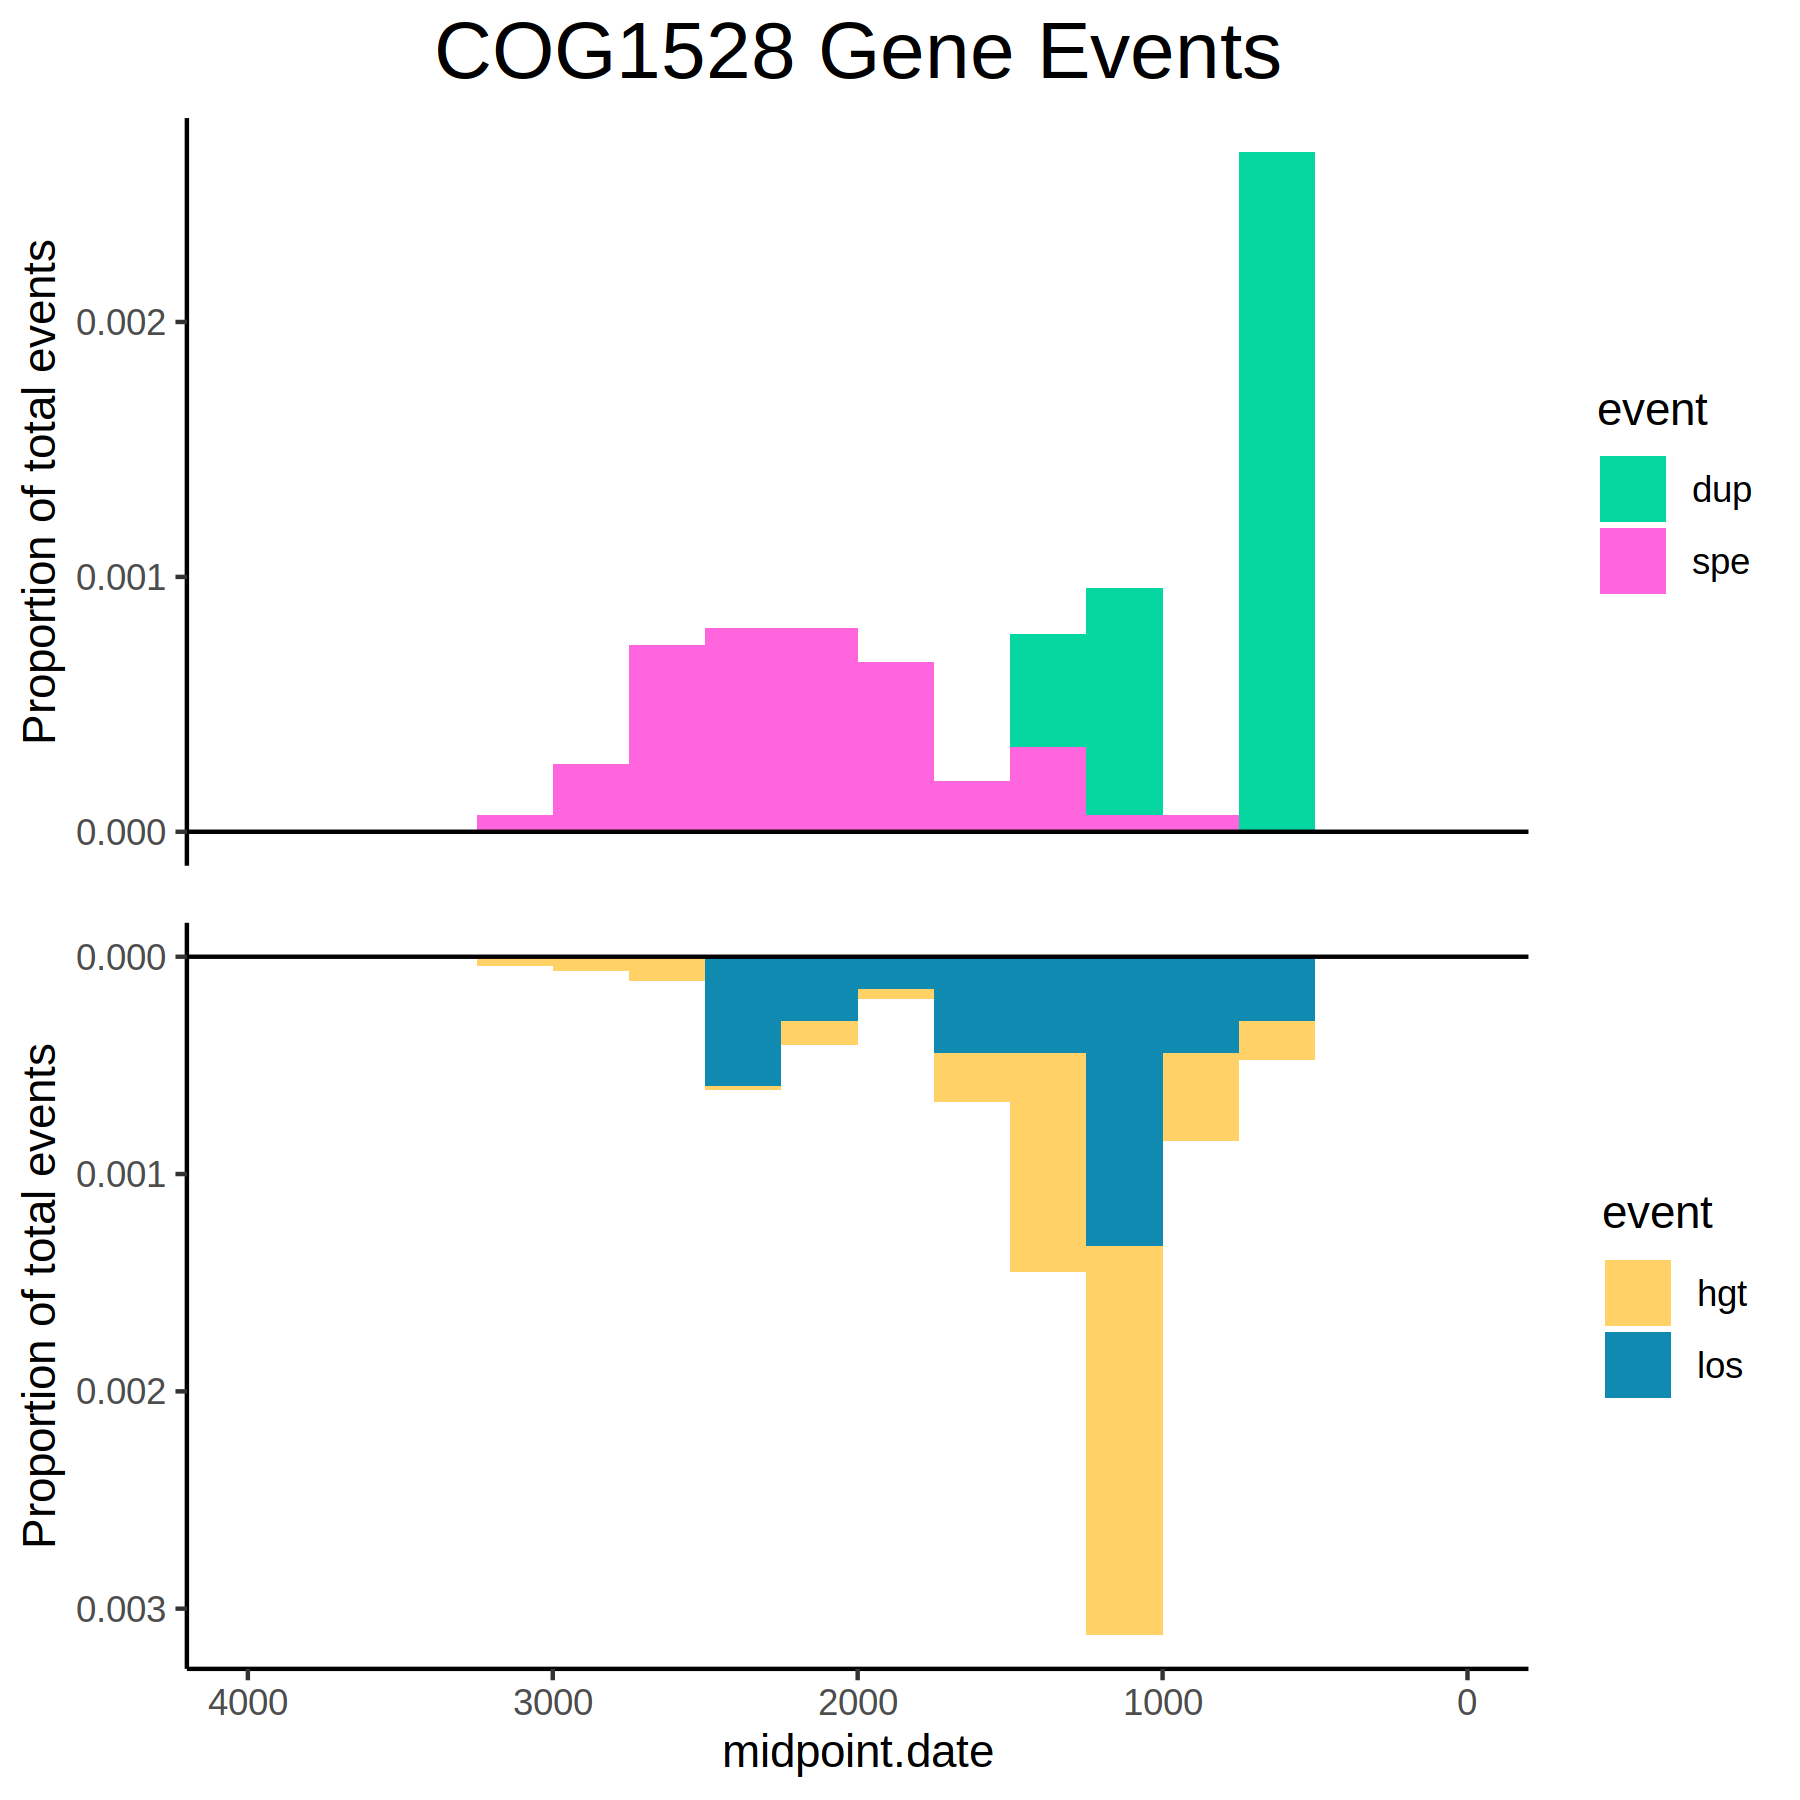 COG1528 Gene Events
Proportion of total events
0.002
0.001
0.000
event
dup
spe
Proportion of total events
0.000
0.001
0.002
0.003
event
hgt
los
4000 3000 2000 1000 0
midpoint.date